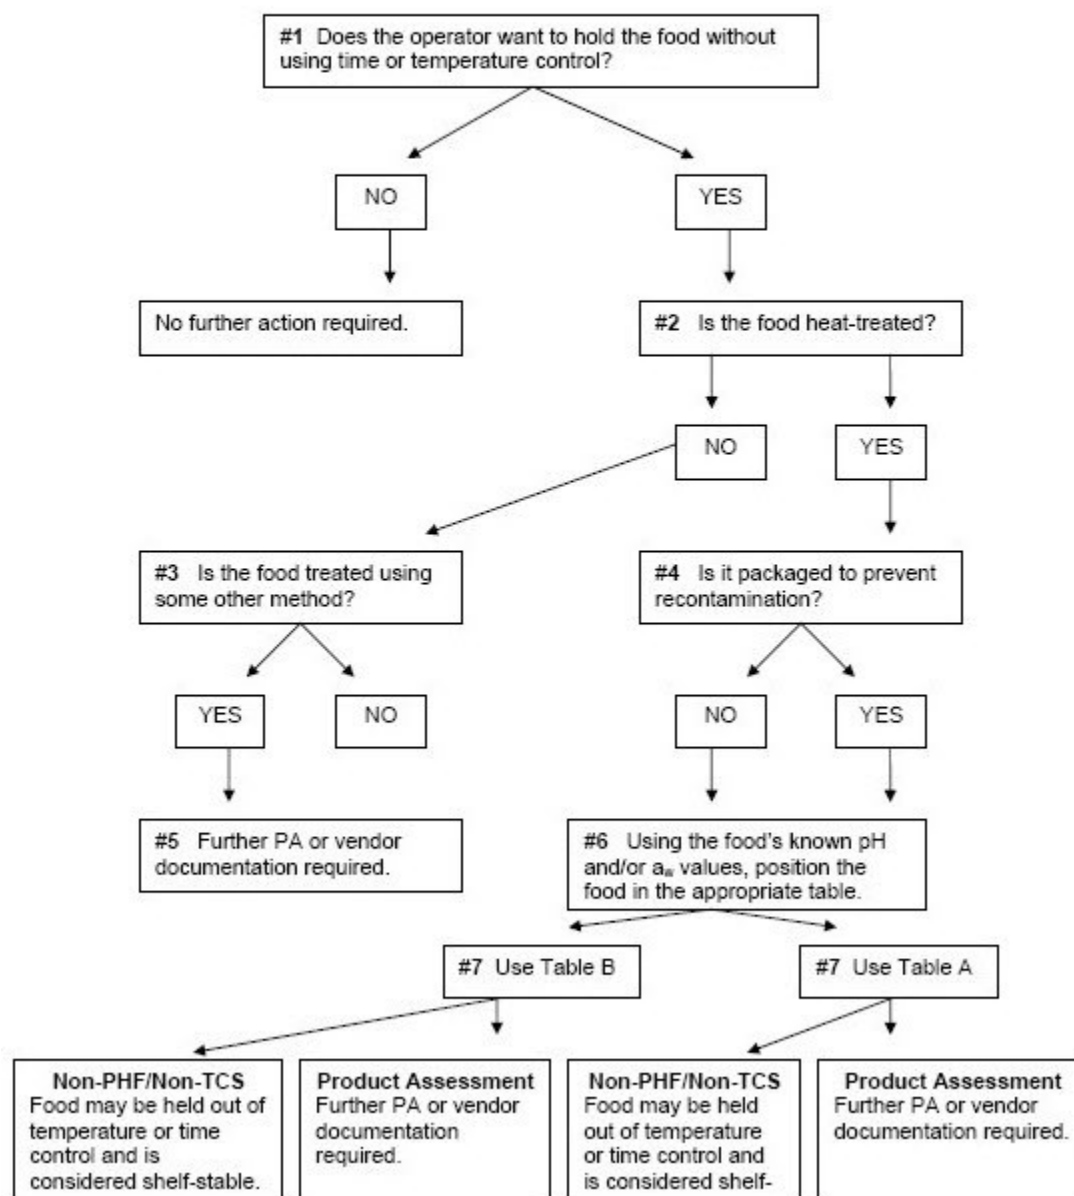 #1 Does the operator want to hold the food without
using time or temperature control?
NO
YES
No further action required.
#2 Is the food heat-treated?
NO
YES
#3 Is the food treated using
some other method?
#4 Is it packaged to prevent
recontamination?
YES
NO
NO
YES
#5 Further PA or vendor
documentation required.
#6 Using the food's known pH
and/or aw values, position the
food in the appropriate table.
#7 Use Table B
#7 Use Table A
Non-PHF/Non-TCS
Food may be held out of
temperature or time
control and is
considered shelf-stable.
Product Assessment
Further PA or vendor
documentation
required.
Non-PHF/Non-TCS
Food may be held
out of temperature
or time control and
is considered shelf-
Product Assessment
Further PA or vendor
documentation required.